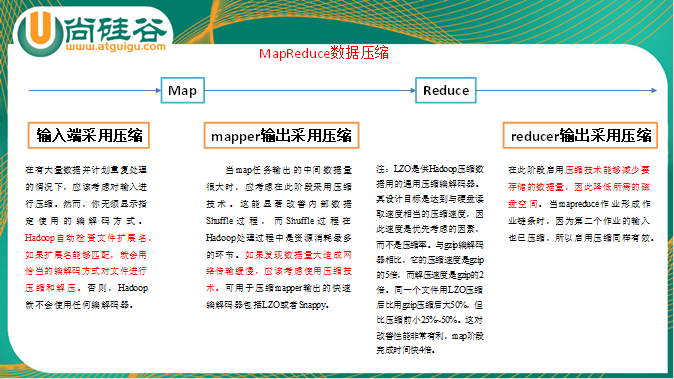 尚硅谷
www.atguigu.com
MapReduce数据压缩
Map
Reduce
输入端采用压缩
mapper输出采用压缩
reducer输出采用压缩
在有大量数据并计划重复处理
的情况下，应该考虑对输入进
行压缩。然而，你无须显示指
定使用的编解码方式。
Hadoop自动检查文件扩展名，
如果扩展名能够匹配，就会用
恰当的编解码方式对文件进行
压缩和解压。否则，Hadoop
就不会使用任何编解码器。
当map任务输出的中间数据量
很大时，应考虑在此阶段采用压缩
技术。这能显著改善内部数据
Shuffle过程，而Shuffle过程在
Hadoop处理过程中是资源消耗最多
的环节。如果发现数据量大造成网
络传输缓慢，应该考虑使用压缩技
术。可用于压缩mapper输出的快速
编解码器包括LZO或者Snappy。
注：LZO是供Hadoop压缩数
据用的通用压缩编解码器。
其设计目标是达到与硬盘读
取速度相当的压缩速度，因
此速度是优先考虑的因素，
而不是压缩率。与gzip编解码
器相比，它的压缩速度是gzip
的5倍，而解压速度是gzip的2
倍。同一个文件用LZO压缩
后比用gzip压缩后大50%，但
比压缩前小25%-50%。这对
改善性能非常有利，map阶段
完成时间快4倍。
在此阶段启用压缩技术能够减少要
存储的数据量，因此降低所需的磁
盘空间。当mapreduce作业形成作
业链条时，因为第二个作业的输入
也已压缩，所以启用压缩同样有效。